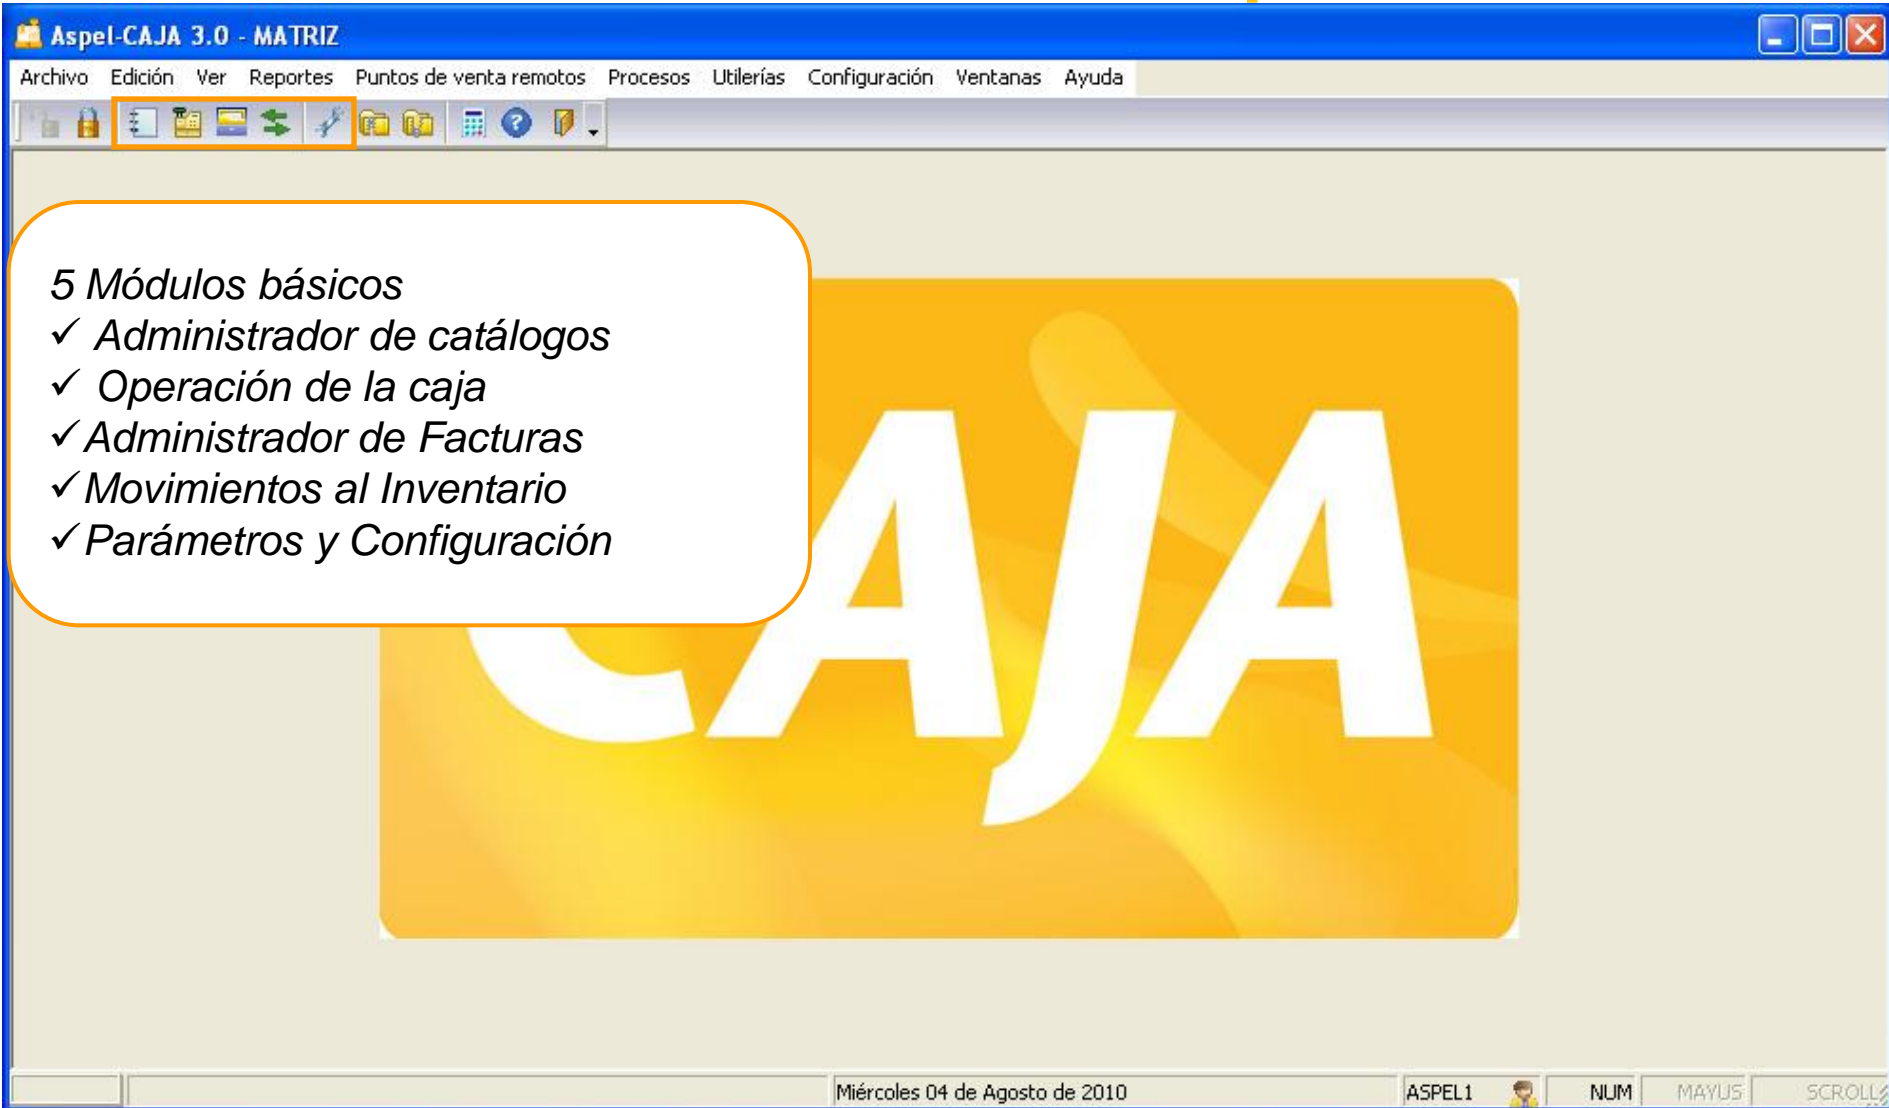 Aspel-CAJA 3.0 - MATRIZ
Archivo Edición Ver Reportes Puntos de venta remotos Procesos Utilerías Configuración Ventanas Ayuda
5 Módulos básicos
✓ Administrador de catálogos
✓ Operación de la caja
✓ Administrador de Facturas
✓ Movimientos al Inventario
✓ Parámetros y Configuración
CAJA
Miércoles 04 de Agosto de 2010 ASPEL1 NUM MAYUS SCROLL